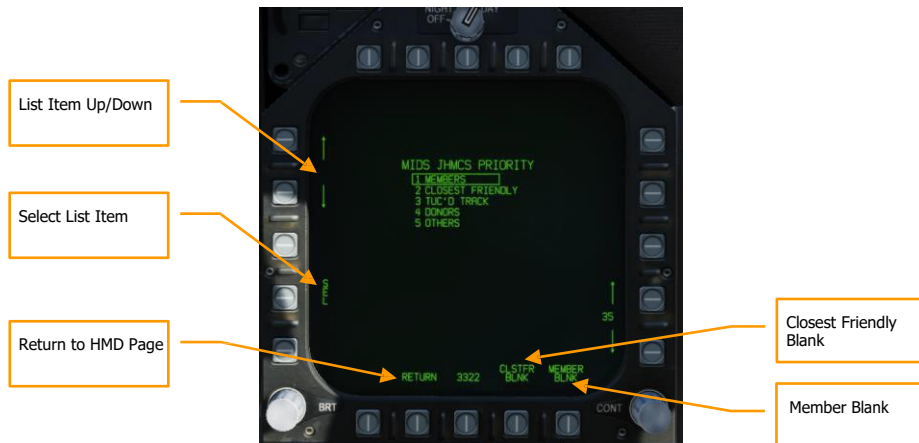 NIGHT DAY
OFF
List Item Up/Down
MIDS JHMCS PRIORITY
1 MEMBERS
2 CLOSEST FRIENDLY
3 TUC'D TRACK
4 DONORS
5 OTHERS
Select List Item
SEL
35
Return to HMD Page
RETURN
3322
CLSTFR
BLNK
MEMBER
BLNK
Closest Friendly
Blank
Member Blank
BRT
CONT